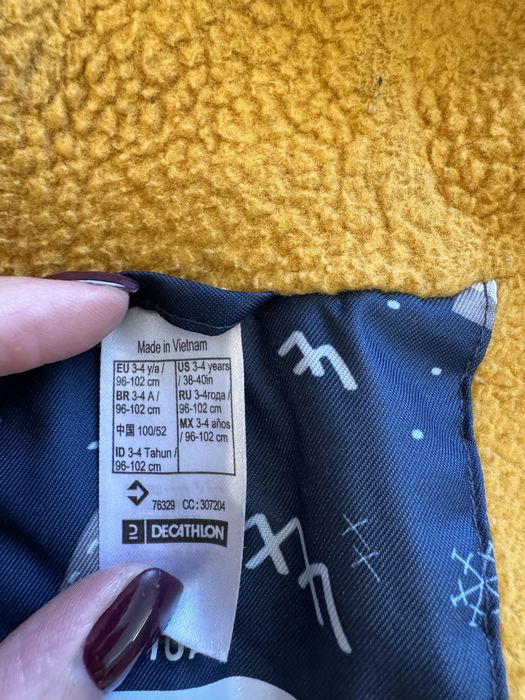 Made in Vietnam
EU 3-4 y/a /
96-102 cm
BR 3-4 A /
96-102 cm
中国 100/52
ID 3-4 Tahun /
96-102 cm
US 3-4 years
/ 38-40in
RU 3-4года
/ 96-102 cm
MX 3-4 años
/ 96-102 cm
76329 CC : 307204
DECATHLON